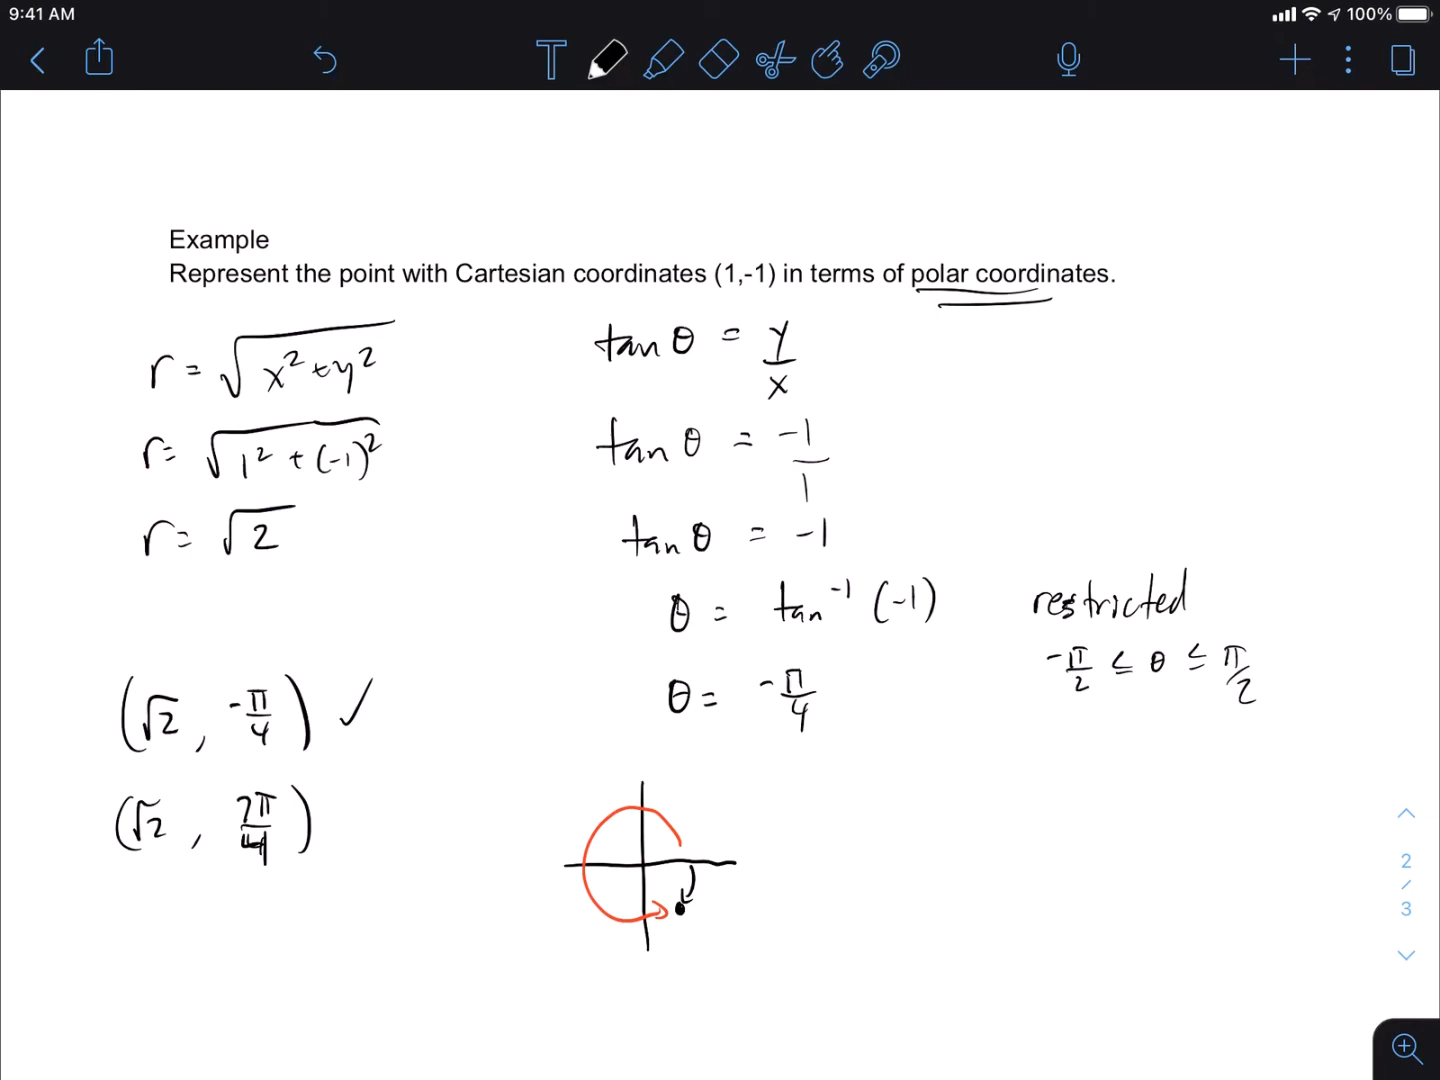 9:41 AM
100%
Example
Represent the point with Cartesian coordinates (1,-1) in terms of polar coordinates.
r = √(x² + y²)
r = √(1² + (-1)²)
r = √2
(√2, -π/4) ✓
(√2, 7π/4)
tan θ = y/x
tan θ = -1/1
tan θ = -1
θ = tan⁻¹ (-1)
θ = -π/4
restricted
-π/2 ≤ θ ≤ π/2
2
/
3